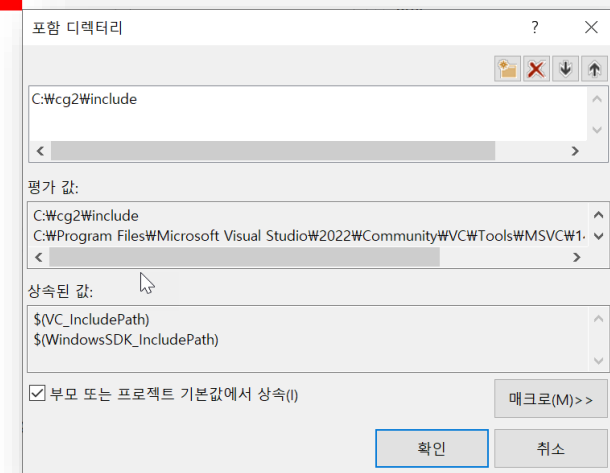 포함 디렉터리
?
C:₩cg2₩include
평가 값:
C:₩cg2₩include
C:₩Program Files₩Microsoft Visual Studio₩2022₩Community₩VC₩Tools₩MSVC₩1
상속된 값:
$(VC_IncludePath)
$(WindowsSDK_IncludePath)
부모 또는 프로젝트 기본값에서 상속(I)
매크로(M)>>
확인
취소